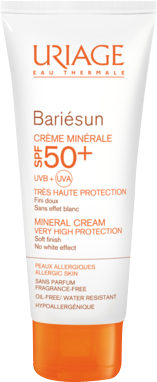 URIAGE
EAU THERMALE
Bariésun
CRÈME MINÉRALE
SPF 50+
UVB + UVA
TRÈS HAUTE PROTECTION
Fini doux
Sans effet blanc
MINERAL CREAM
VERY HIGH PROTECTION
Soft finish
No white effect
PEAUX ALLERGIQUES
ALLERGIC SKIN
SANS PARFUM
FRAGRANCE-FREE
OIL-FREE/ WATER RESISTANT
HYPOALLERGÉNIQUE